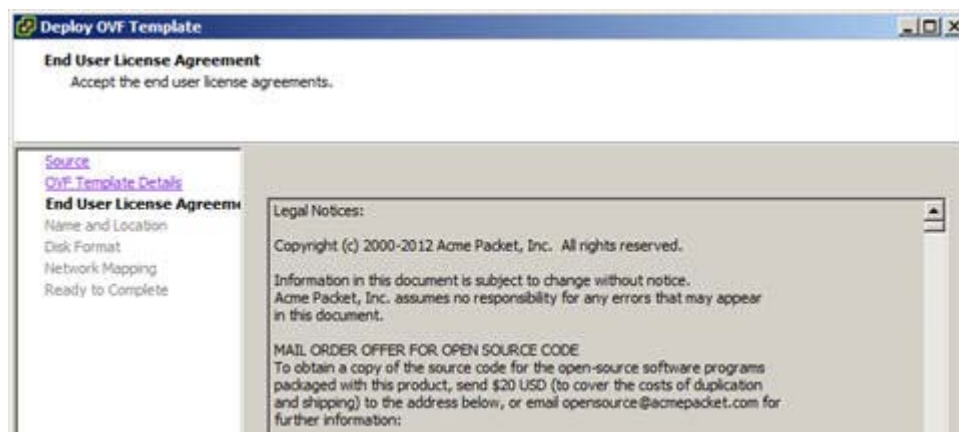 Deploy OVF Template
End User License Agreement
Accept the end user license agreements.
Source
OVF Template Details
End User License Agreeme
Name and Location
Disk Format
Network Mapping
Ready to Complete
Legal Notices:
Copyright (c) 2000-2012 Acme Packet, Inc. All rights reserved.
Information in this document is subject to change without notice.
Acme Packet, Inc. assumes no responsibility for any errors that may appear
in this document.
MAIL ORDER OFFER FOR OPEN SOURCE CODE
To obtain a copy of the source code for the open-source software programs
packaged with this product, send $20 USD (to cover the costs of duplication
and shipping) to the address below, or email opensource@acmepacket.com for
further information: